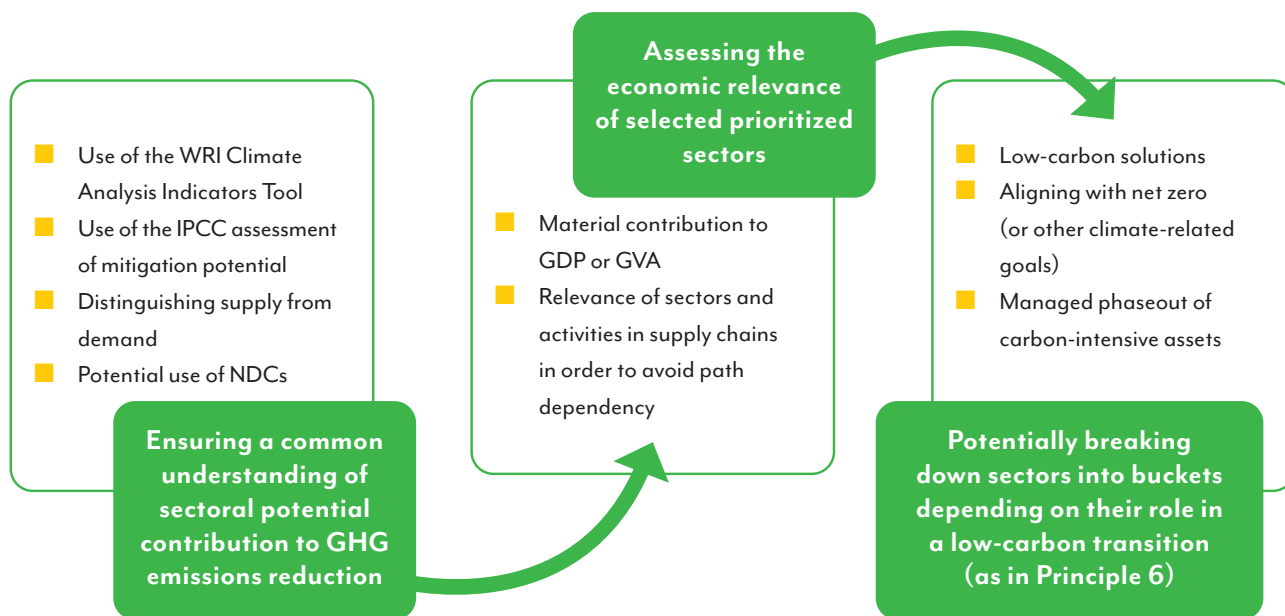 Use of the WRI Climate
Analysis Indicators Tool
Use of the IPCC assessment
of mitigation potential
Distinguishing supply from
demand
Potential use of NDCs
Ensuring a common
understanding of
sectoral potential
contribution to GHG
emissions reduction
Assessing the
economic relevance
of selected prioritized
sectors
Material contribution to
GDP or GVA
Relevance of sectors and
activities in supply chains
in order to avoid path
dependency
Low-carbon solutions
Aligning with net zero
(or other climate-related
goals)
Managed phaseout of
carbon-intensive assets
Potentially breaking
down sectors into buckets
depending on their role in
a low-carbon transition
(as in Principle 6)